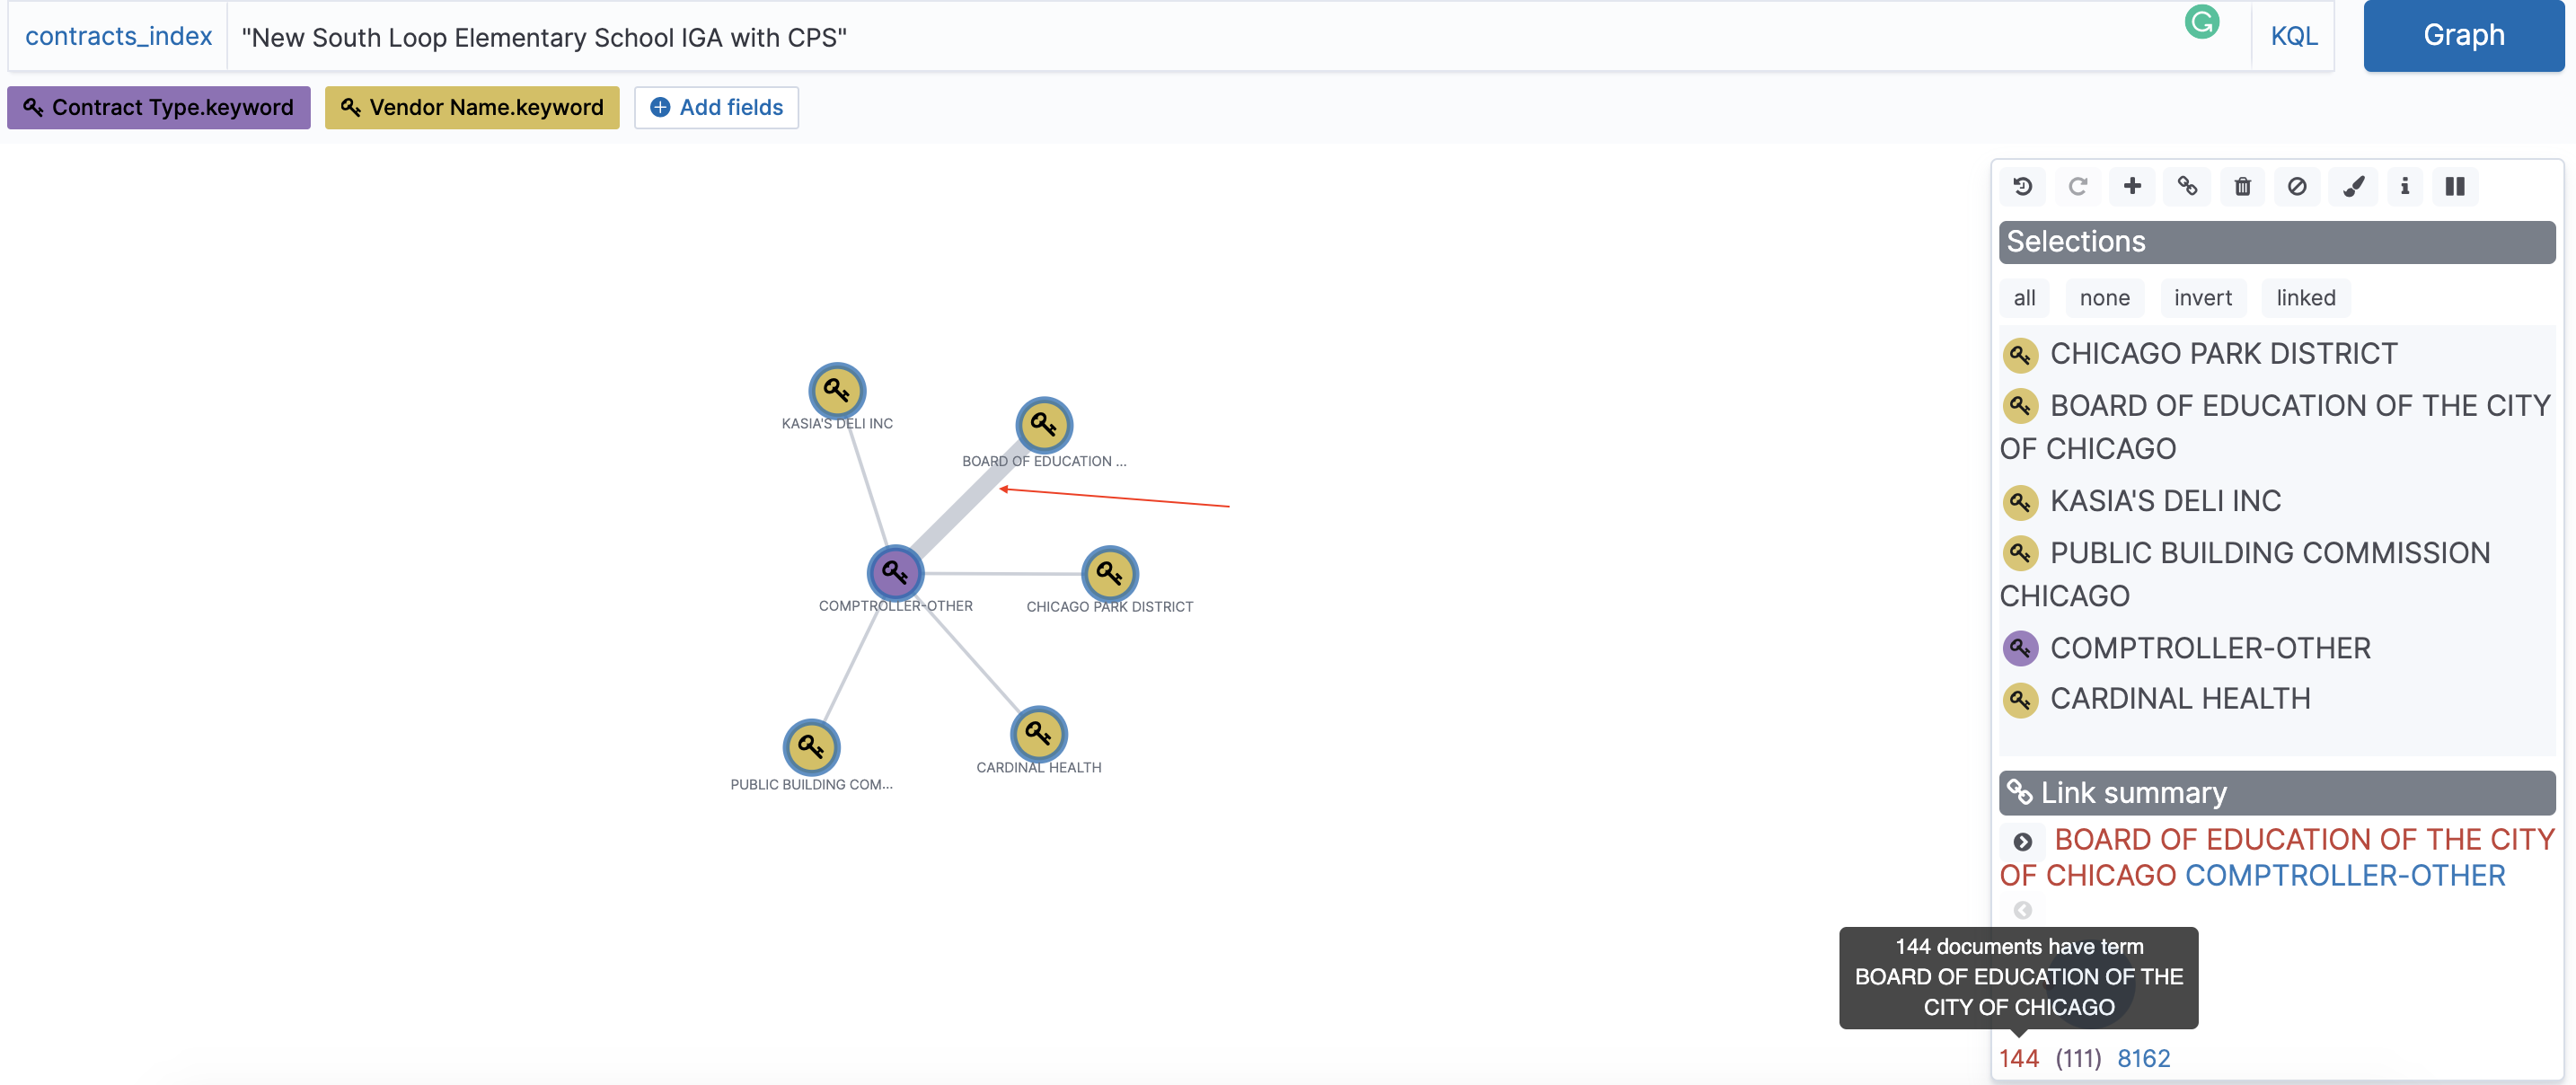 contracts_index "New South Loop Elementary School IGA with CPS" KQL Graph
Contract Type.keyword Vendor Name.keyword Add fields
KASIA'S DELI INC
BOARD OF EDUCATION ...
COMPTROLLER-OTHER
CHICAGO PARK DISTRICT
PUBLIC BUILDING COM...
CARDINAL HEALTH
Selections
all none invert linked
CHICAGO PARK DISTRICT
BOARD OF EDUCATION OF THE CITY
OF CHICAGO
KASIA'S DELI INC
PUBLIC BUILDING COMMISSION
CHICAGO
COMPTROLLER-OTHER
CARDINAL HEALTH
Link summary
BOARD OF EDUCATION OF THE CITY
OF CHICAGO COMPTROLLER-OTHER
144 documents have term
BOARD OF EDUCATION OF THE
CITY OF CHICAGO
144 (111) 8162